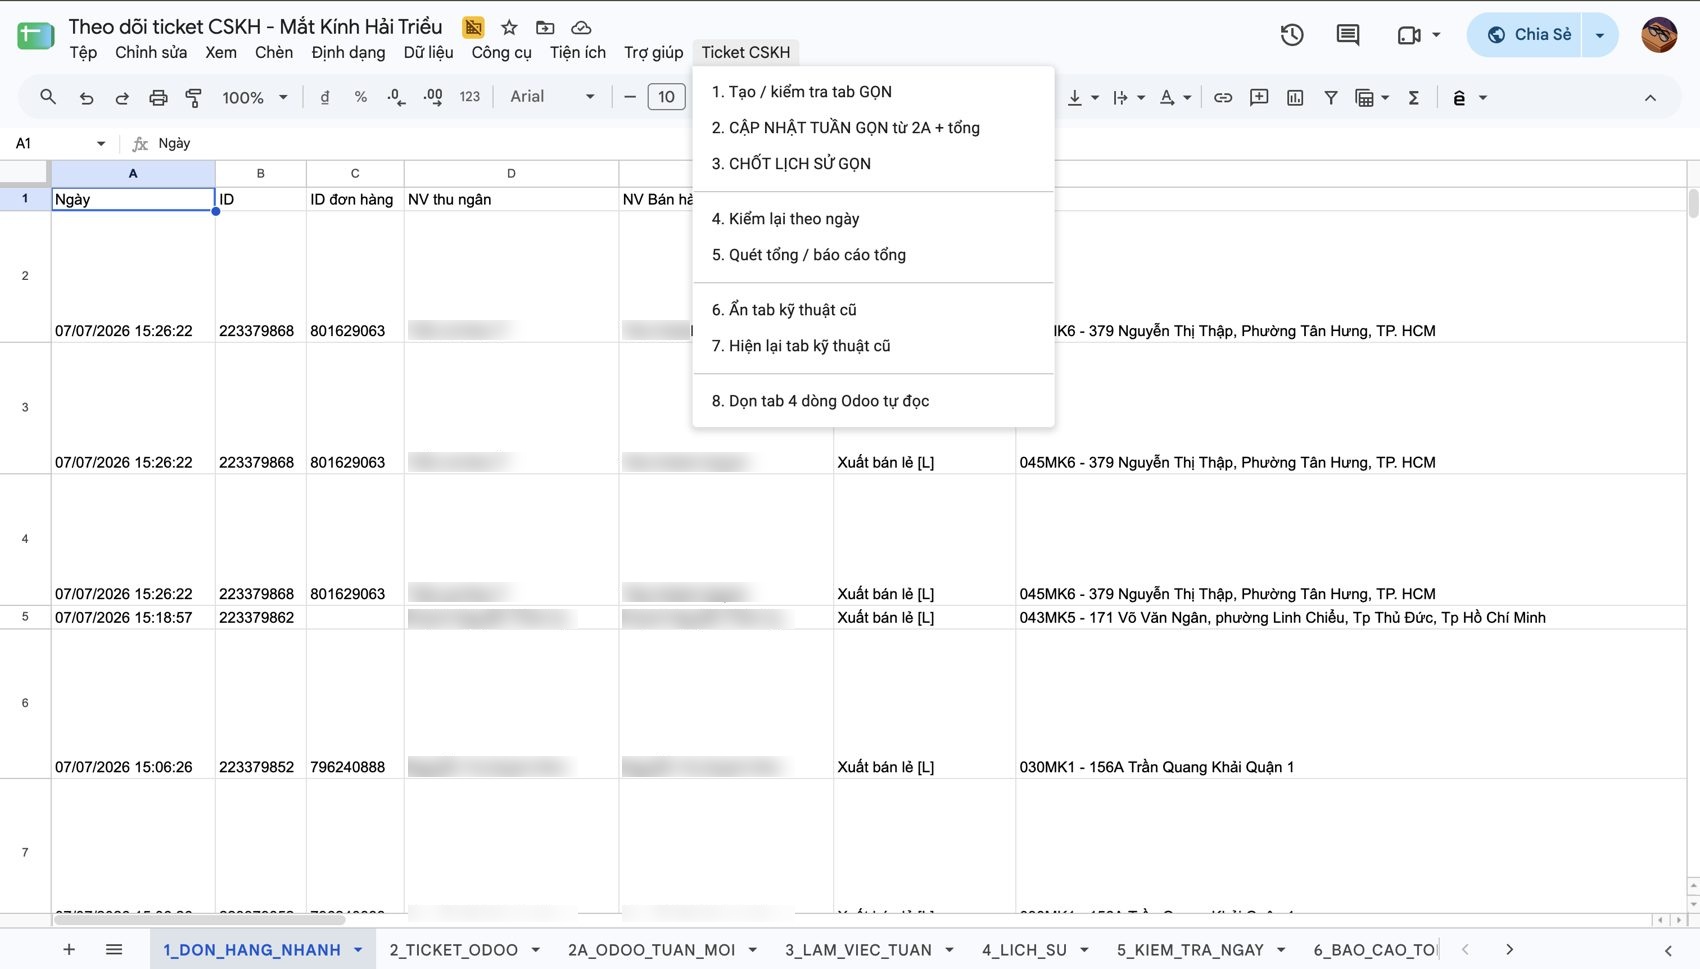 Theo dõi ticket CSKH - Mắt Kính Hải Triều
Tệp Chỉnh sửa Xem Chèn Định dạng Dữ liệu Công cụ Tiện ích Trợ giúp Ticket CSKH
Chia Sẻ
100% đ % .0 .00 123 Arial 10
1. Tạo / kiểm tra tab GỌN
2. CẬP NHẬT TUẦN GỌN từ 2A + tổng
3. CHỐT LỊCH SỬ GỌN
4. Kiểm lại theo ngày
5. Quét tổng / báo cáo tổng
6. Ẩn tab kỹ thuật cũ
7. Hiện lại tab kỹ thuật cũ
8. Dọn tab 4 dòng Odoo tự đọc
A1 fx Ngày
A B C D
1 Ngày ID ID đơn hàng NV thu ngân NV Bán
2 07/07/2026 15:26:22 223379868 801629063 - 379 Nguyễn Thị Thập, Phường Tân Hưng, TP. HCM
3 07/07/2026 15:26:22 223379868 801629063 Xuất bán lẻ [L] 045MK6 - 379 Nguyễn Thị Thập, Phường Tân Hưng, TP. HCM
4 07/07/2026 15:26:22 223379868 801629063 Xuất bán lẻ [L] 045MK6 - 379 Nguyễn Thị Thập, Phường Tân Hưng, TP. HCM
5 07/07/2026 15:18:57 223379862 Xuất bán lẻ [L] 043MK5 - 171 Võ Văn Ngân, phường Linh Chiểu, Tp Thủ Đức, Tp Hồ Chí Minh
6 07/07/2026 15:06:26 223379852 796240888 Xuất bán lẻ [L] 030MK1 - 156A Trần Quang Khải Quận 1
7
1_DON_HANG_NHANH 2_TICKET_ODOO 2A_ODOO_TUAN_MOI 3_LAM_VIEC_TUAN 4_LICH_SU 5_KIEM_TRA_NGAY 6_BAO_CAO